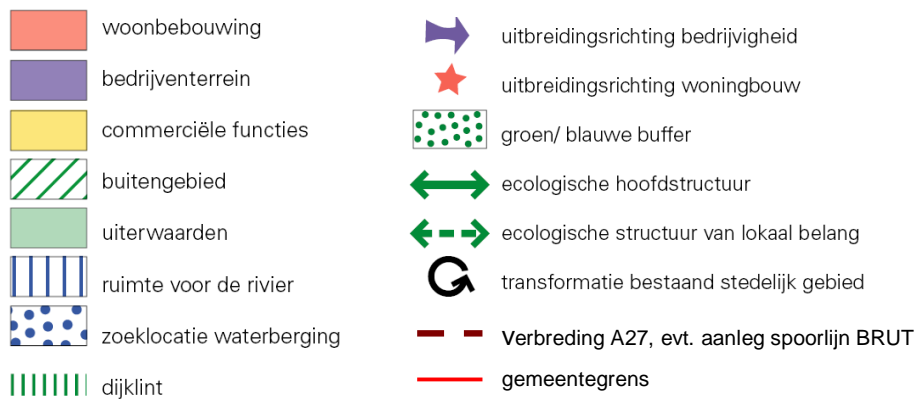 woonbebouwing
bedrijventerrein
commerciële functies
buitengebied
uiterwaarden
ruimte voor de rivier
zoeklocatie waterberging
dijklint
uitbreidingsrichting bedrijvigheid
uitbreidingsrichting woningbouw
groen/ blauwe buffer
ecologische hoofdstructuur
ecologische structuur van lokaal belang
transformatie bestaand stedelijk gebied
Verbreding A27, evt. aanleg spoorlijn BRUT
gemeentegrens